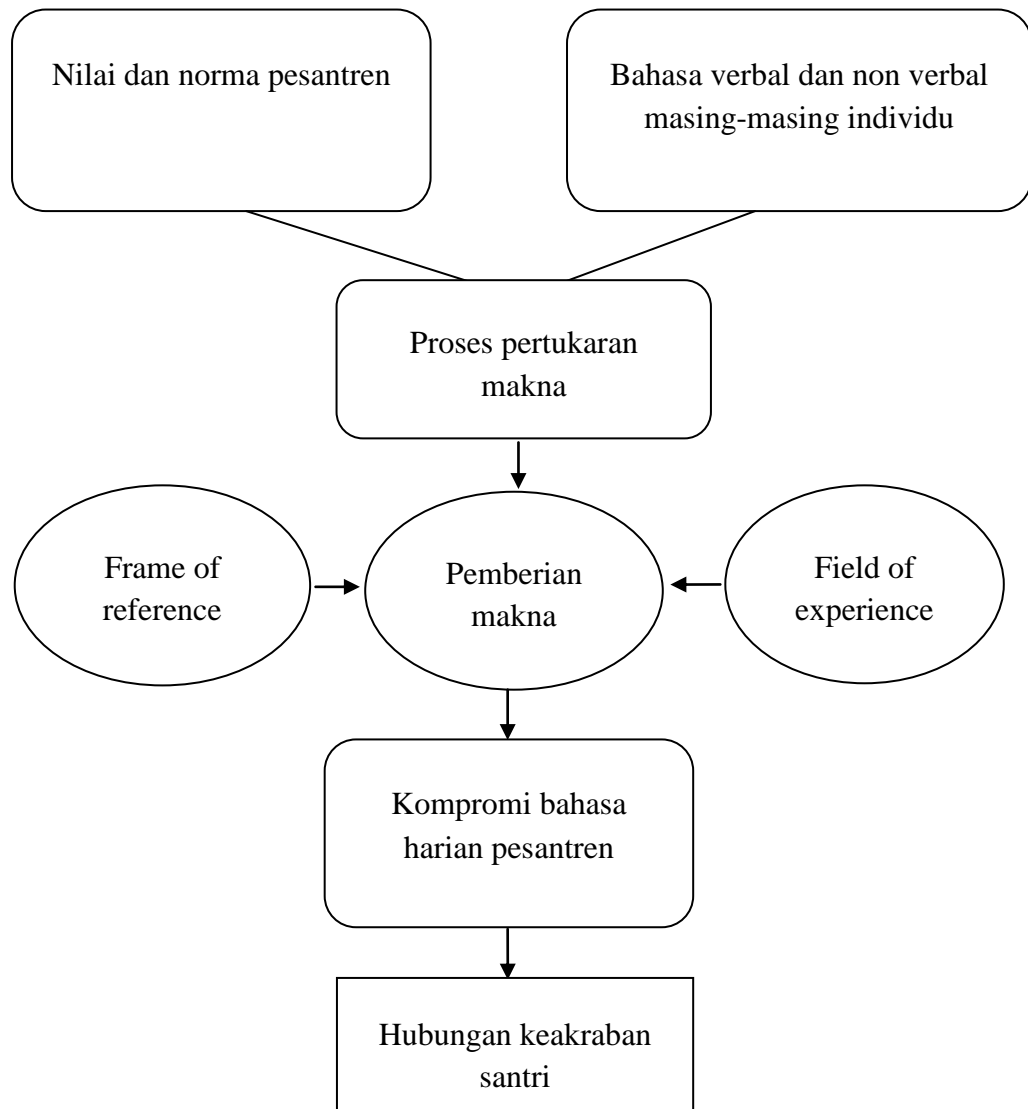 Nilai dan norma pesantren
Bahasa verbal dan non verbal
masing-masing individu
Proses pertukaran
makna
Frame of
reference
Pemberian
makna
Field of
experience
Kompromi bahasa
harian pesantren
Hubungan keakraban
santri